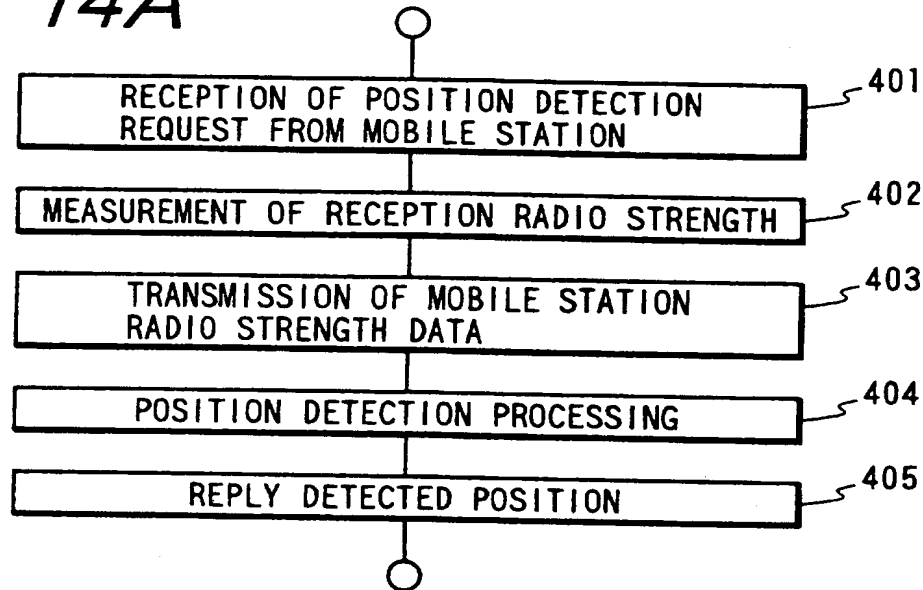 14A
RECEPTION OF POSITION DETECTION
REQUEST FROM MOBILE STATION
401
MEASUREMENT OF RECEPTION RADIO STRENGTH
402
TRANSMISSION OF MOBILE STATION
RADIO STRENGTH DATA
403
POSITION DETECTION PROCESSING
404
REPLY DETECTED POSITION
405